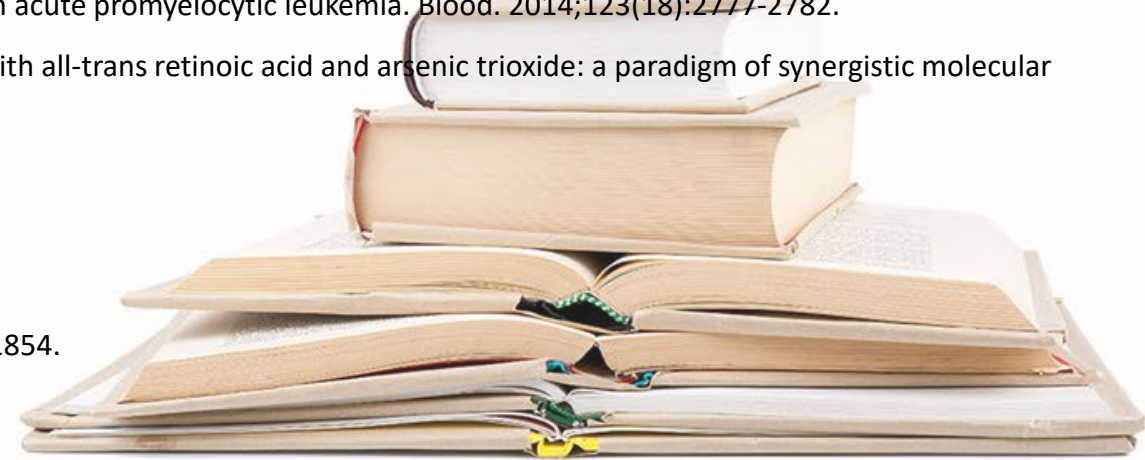 n acute promyelocytic leukemia. Blood. 2014;123(18):2777-2782.
ith all-trans retinoic acid and arsenic trioxide: a paradigm of synergistic molecular
1854.